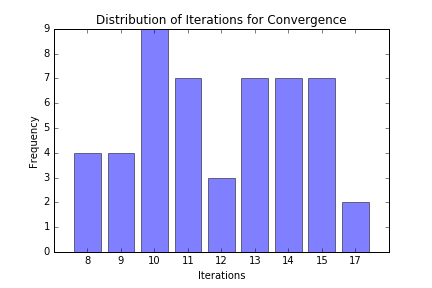 Distribution of Iterations for Convergence
9
8
7
6
5
4
3
2
1
0
Frequency
8 9 10 11 12 13 14 15 17
Iterations